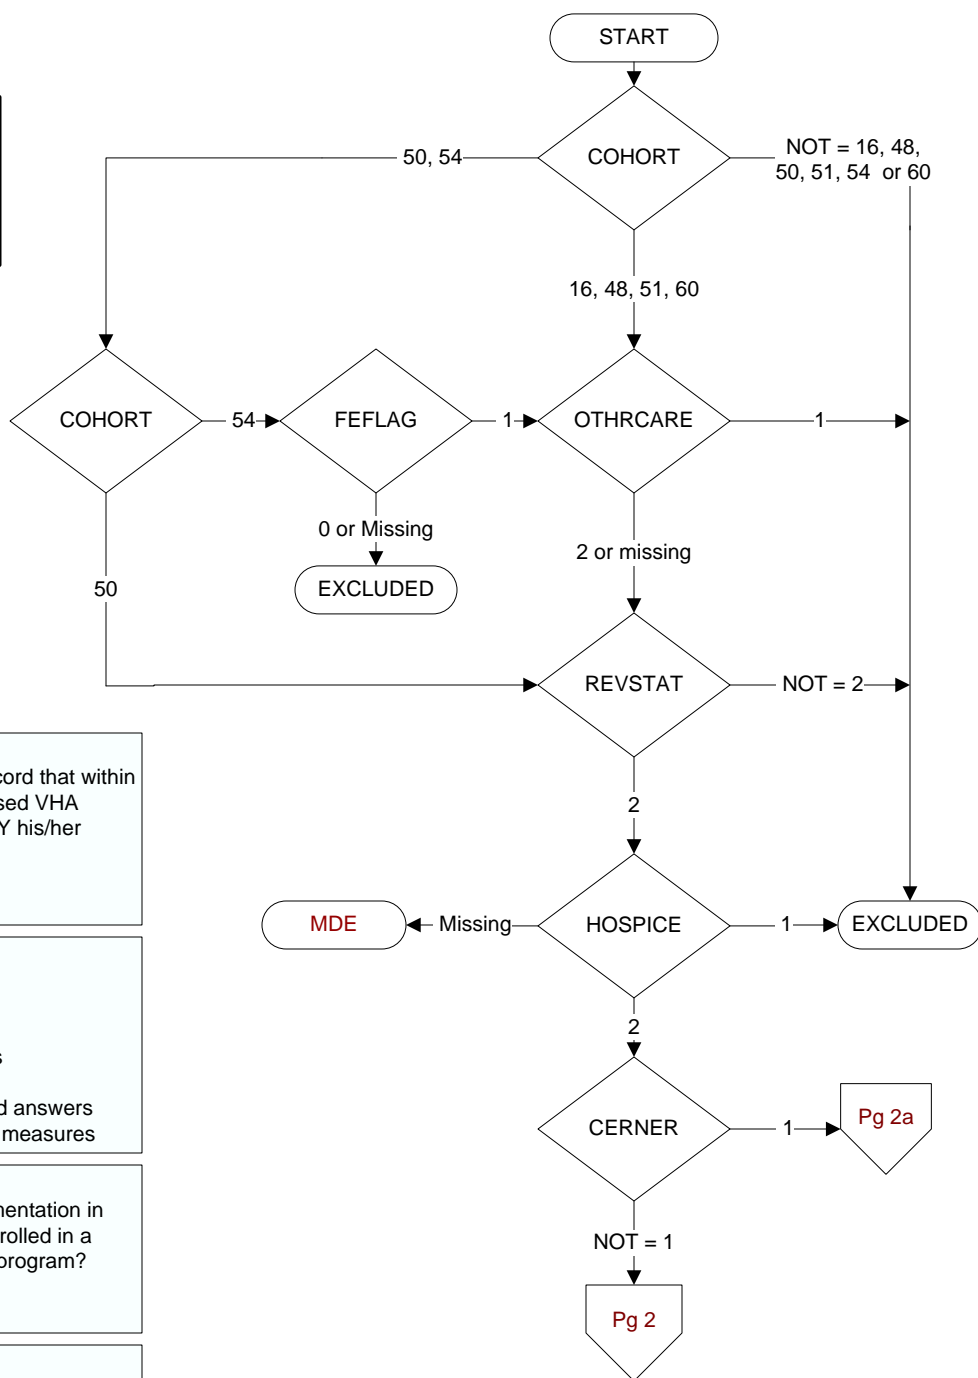 START
COHORT
50, 54
NOT = 16, 48,
50, 51, 54 or 60
16, 48, 51, 60
COHORT
54
FEFLAG
1
OTHRCARE
1
0 or Missing
EXCLUDED
2 or missing
50
REVSTAT
NOT = 2
2
cord that within
sed VHA
Y his/her
MDE
Missing
HOSPICE
1
EXCLUDED
2
s
d answers
measures
CERNER
1
Pg 2a
mentation in
rolled in a
program?
NOT = 1
Pg 2